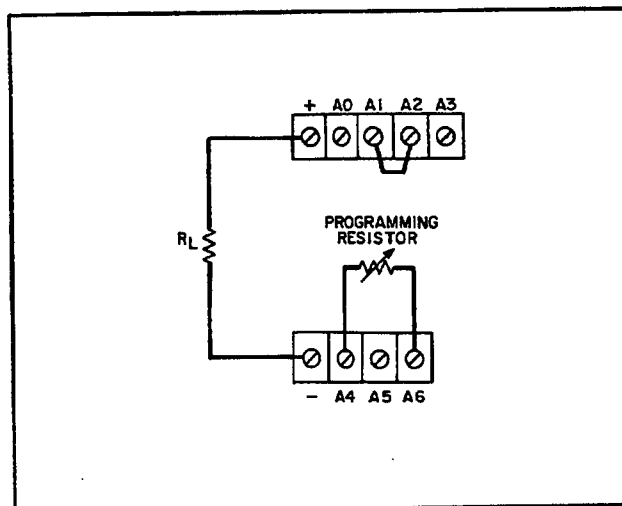 + A0 A1 A2 A3
PROGRAMMING
RESISTOR
RL
- A4 A5 A6